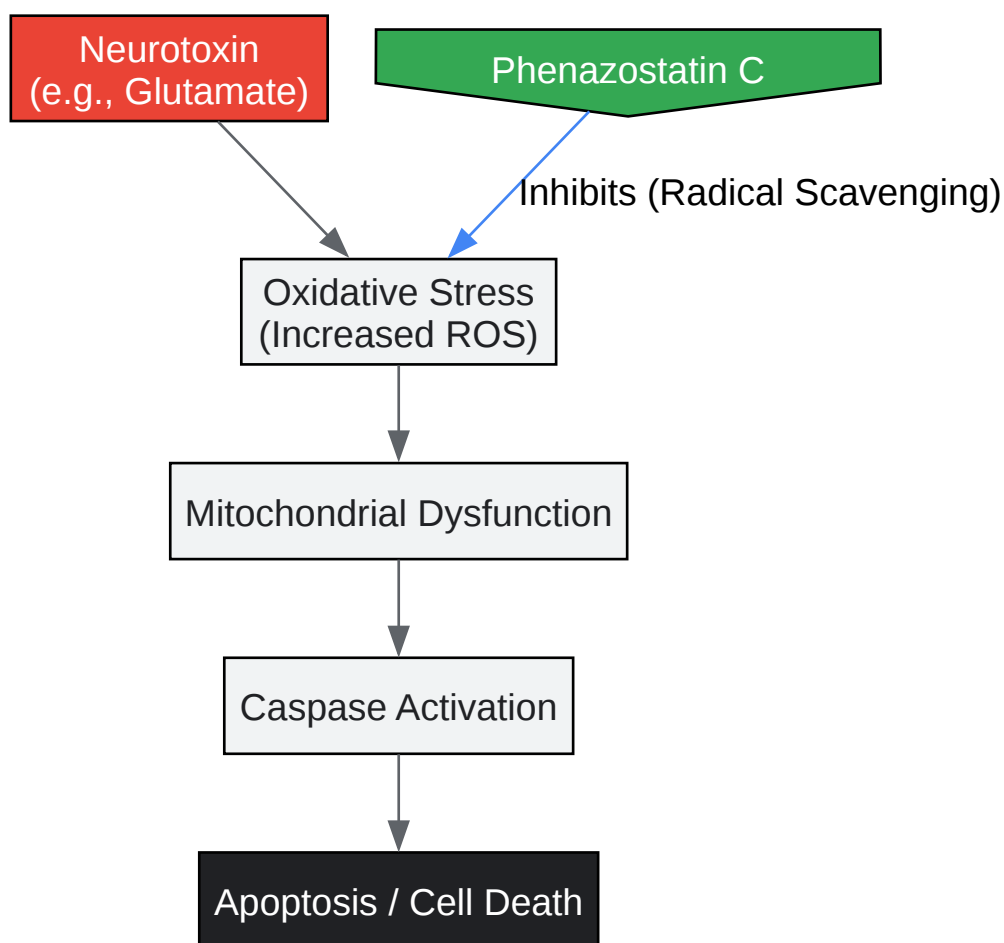 Neurotoxin
(e.g., Glutamate)
Phenazostatin C
Inhibits (Radical Scavenging)
Oxidative Stress
(Increased ROS)
Mitochondrial Dysfunction
Caspase Activation
Apoptosis / Cell Death